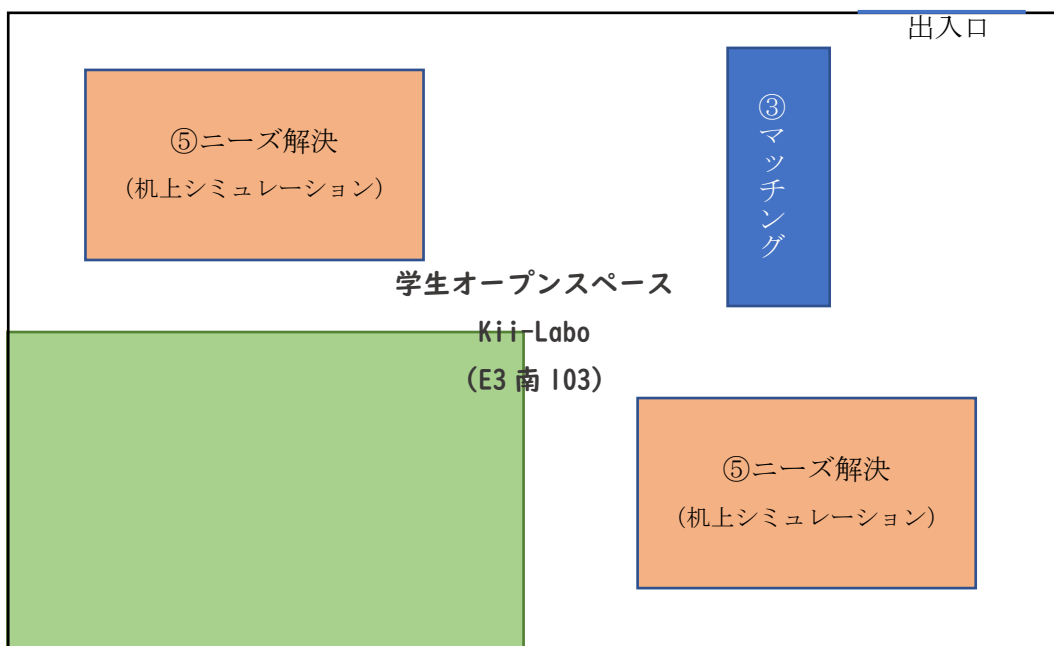 出入口
⑤ニーズ解決
（机上シミュレーション）
③マッチング
学生オープンスペース
Kii-Labo
（E3 南 103）
⑤ニーズ解決
（机上シミュレーション）